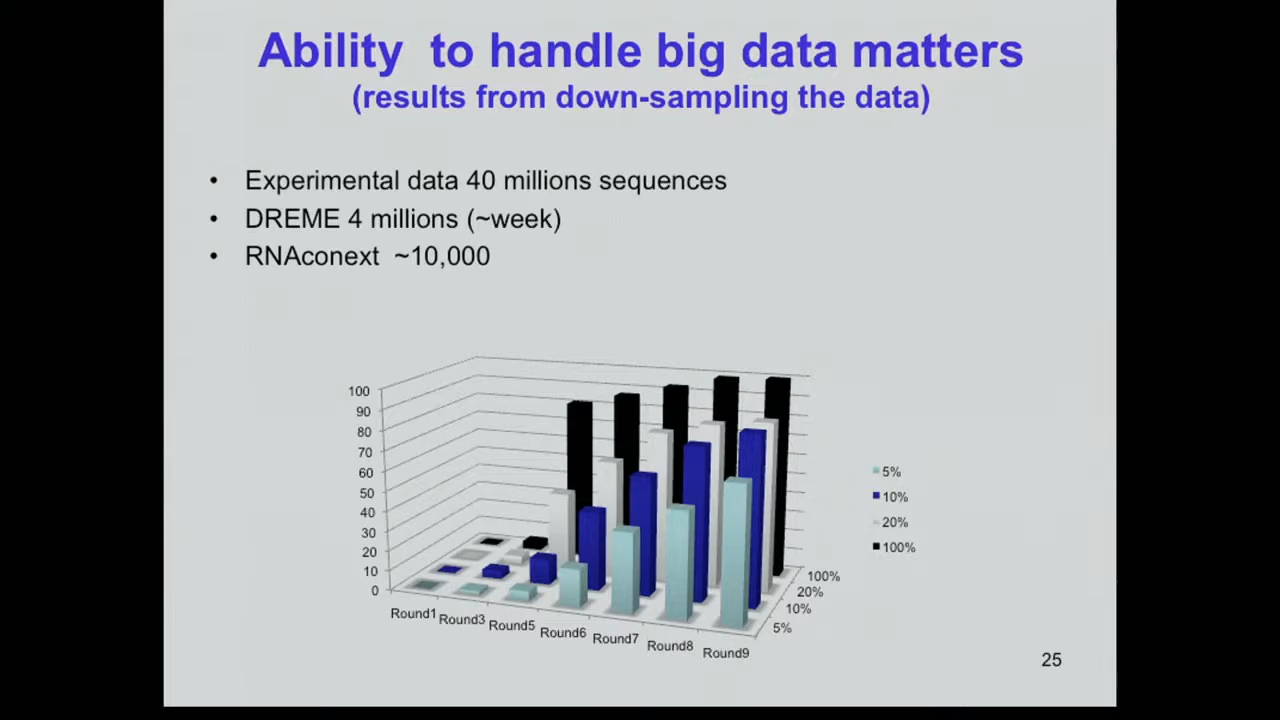 Ability to handle big data matters
(results from down-sampling the data)
• Experimental data 40 millions sequences
• DREME 4 millions (~week)
• RNAconext ~10,000
100
90
80
70
60
50
40
30
20
10
0
Round1
Round3
Round5
Round6
Round7
Round8
Round9
100%
20%
10%
5%
5%
10%
20%
100%
25